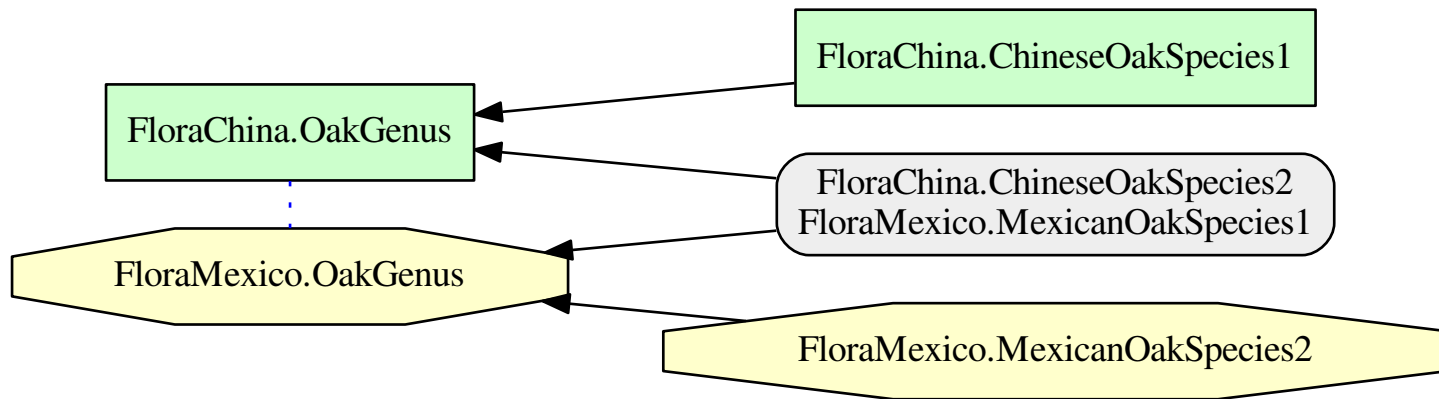 FloraChina.ChineseOakSpecies1
FloraChina.OakGenus
FloraChina.ChineseOakSpecies2
FloraMexico.MexicanOakSpecies1
FloraMexico.OakGenus
FloraMexico.MexicanOakSpecies2